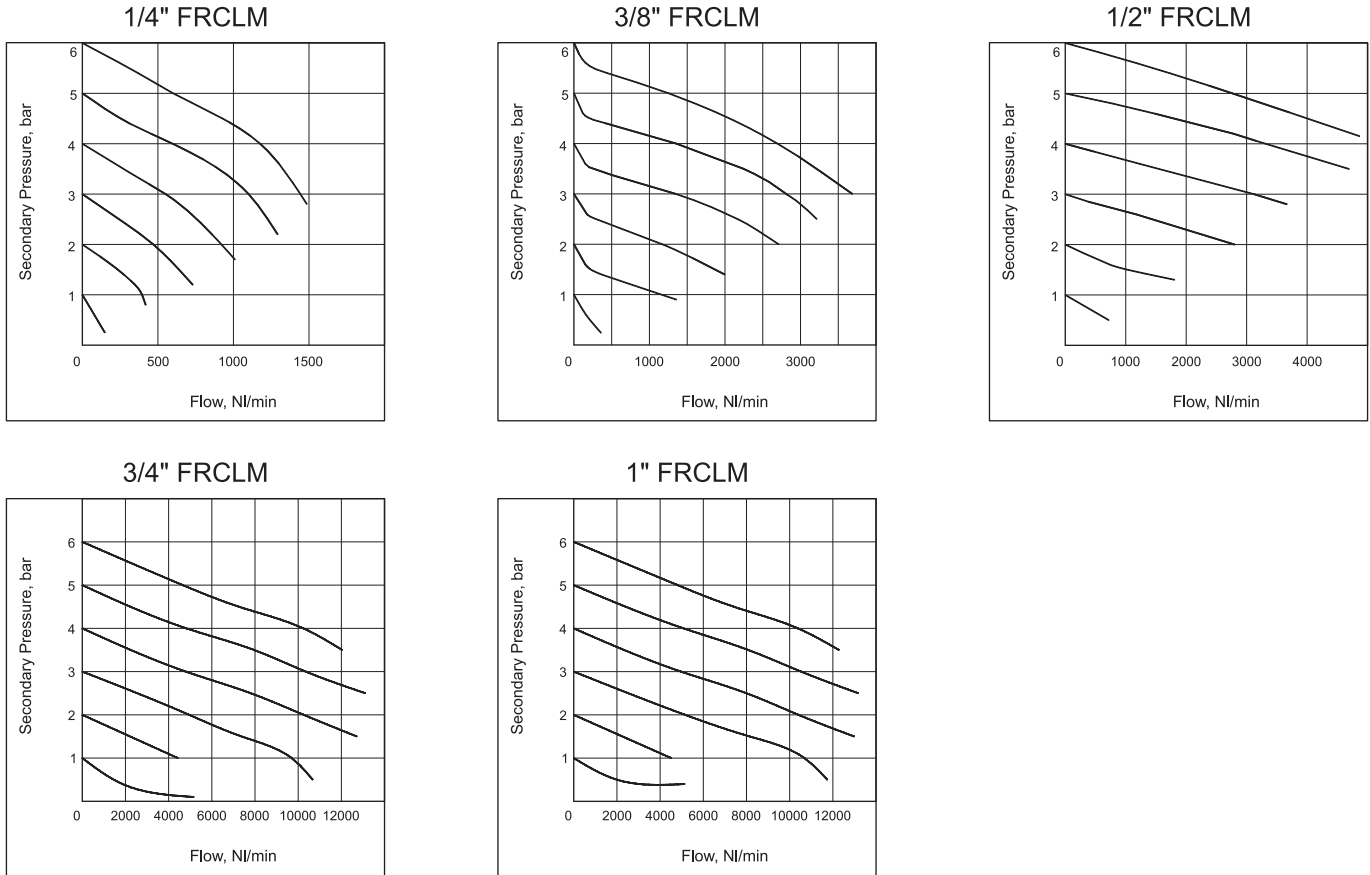 1/4" FRCLM
Secondary Pressure, bar
6
5
4
3
2
1
0 500 1000 1500
Flow, Nl/min
3/8" FRCLM
Secondary Pressure, bar
6
5
4
3
2
1
0 1000 2000 3000
Flow, Nl/min
1/2" FRCLM
Secondary Pressure, bar
6
5
4
3
2
1
0 1000 2000 3000 4000
Flow, Nl/min
3/4" FRCLM
Secondary Pressure, bar
6
5
4
3
2
1
0 2000 4000 6000 8000 10000 12000
Flow, Nl/min
1" FRCLM
Secondary Pressure, bar
6
5
4
3
2
1
0 2000 4000 6000 8000 10000 12000
Flow, Nl/min